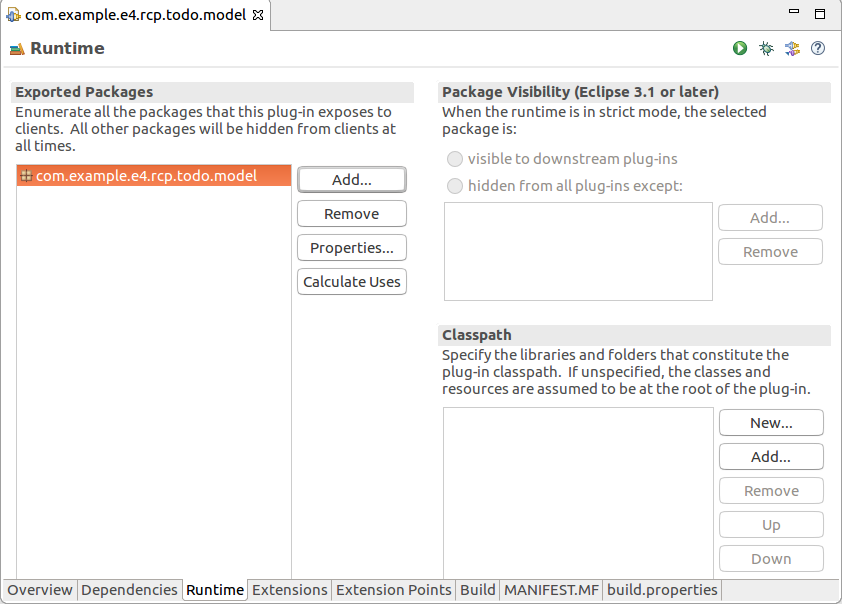 com.example.e4.rcp.todo.model
Runtime
Exported Packages
Enumerate all the packages that this plug-in exposes to
clients.  All other packages will be hidden from clients at
all times.
com.example.e4.rcp.todo.model
Add...
Remove
Properties...
Calculate Uses
Package Visibility (Eclipse 3.1 or later)
When the runtime is in strict mode, the selected
package is:
visible to downstream plug-ins
hidden from all plug-ins except:
Add...
Remove
Classpath
Specify the libraries and folders that constitute the
plug-in classpath.  If unspecified, the classes and
resources are assumed to be at the root of the plug-in.
New...
Add...
Remove
Up
Down
Overview Dependencies Runtime Extensions Extension Points Build MANIFEST.MF build.properties